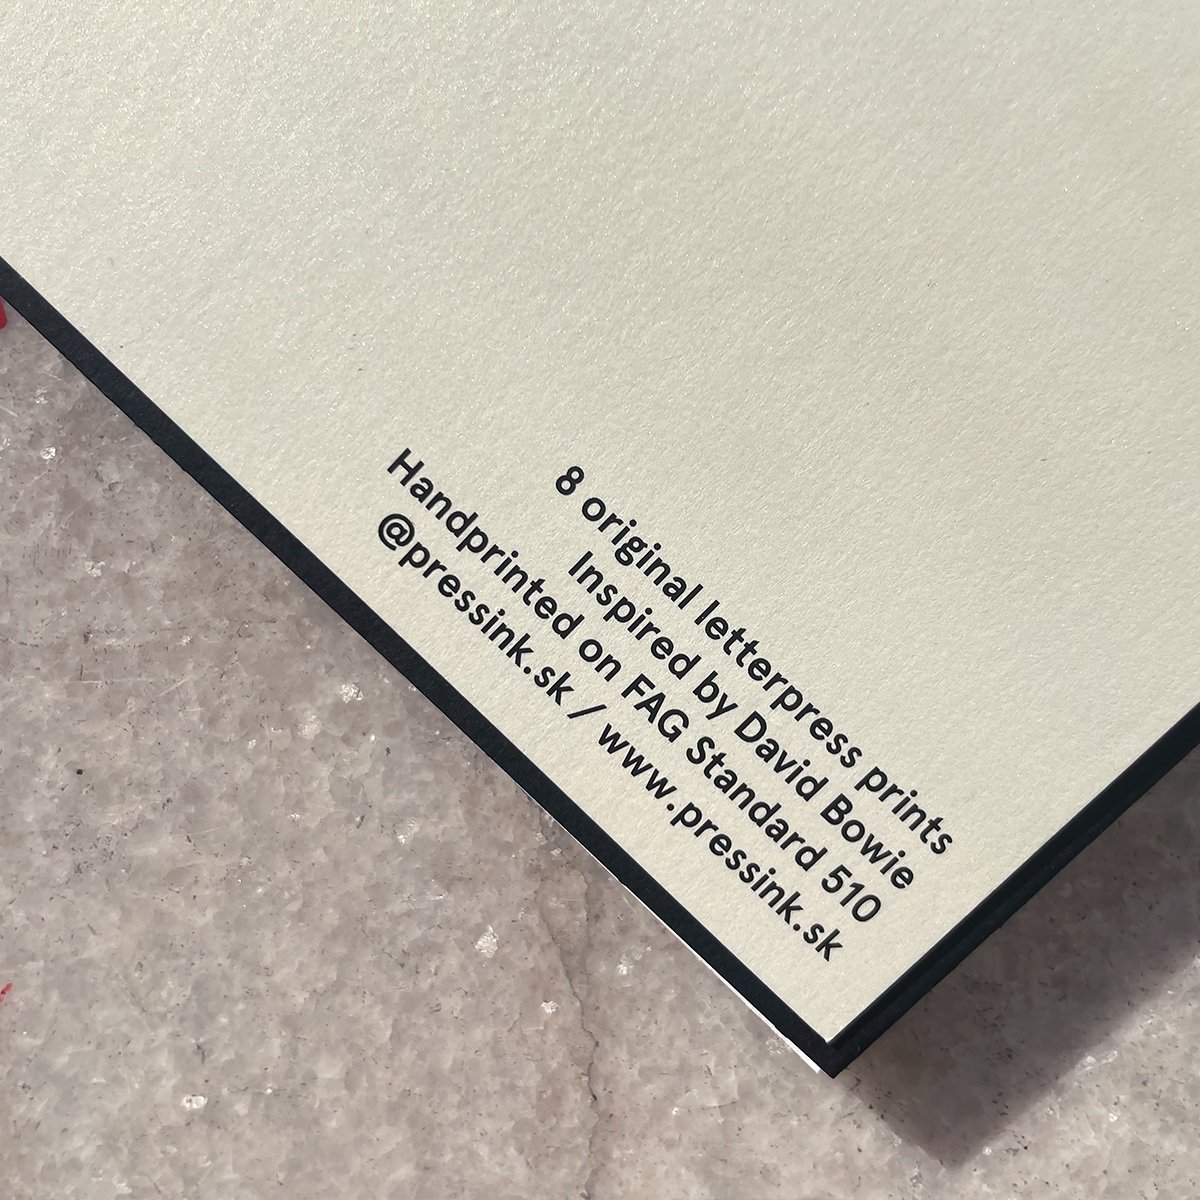 8 original letterpress prints
Inspired by David Bowie
Handprinted on FAG Standard 510
@pressink.sk / www.pressink.sk